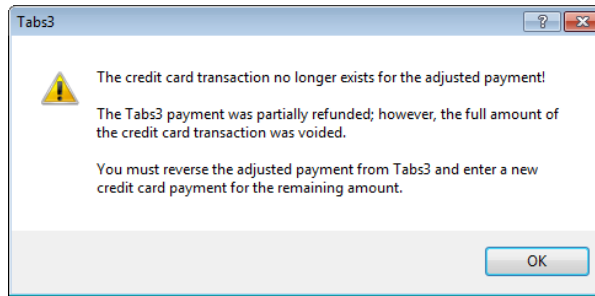 Tabs3
The credit card transaction no longer exists for the adjusted payment!
The Tabs3 payment was partially refunded; however, the full amount of
the credit card transaction was voided.
You must reverse the adjusted payment from Tabs3 and enter a new
credit card payment for the remaining amount.
OK